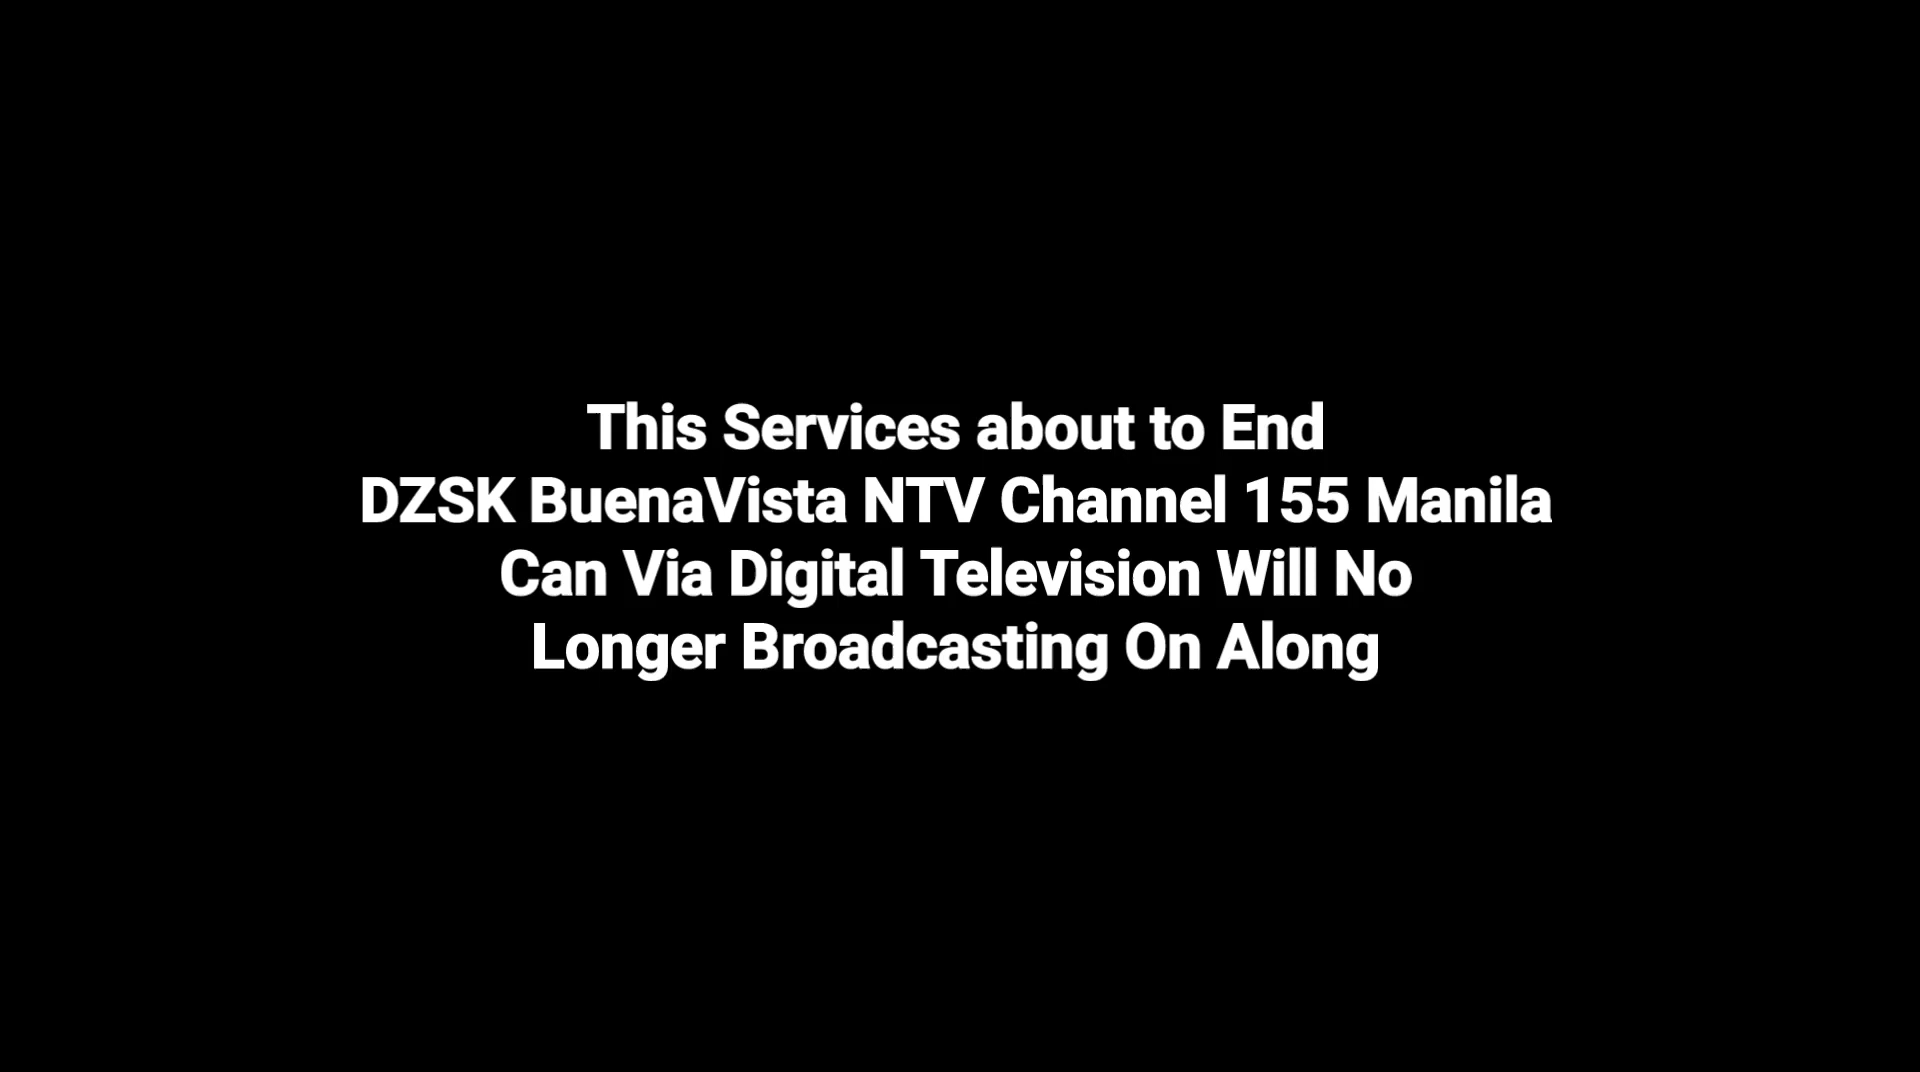 This Services about to End
DZSK BuenaVista NTV Channel 155 Manila
Can Via Digital Television Will No
Longer Broadcasting On Along